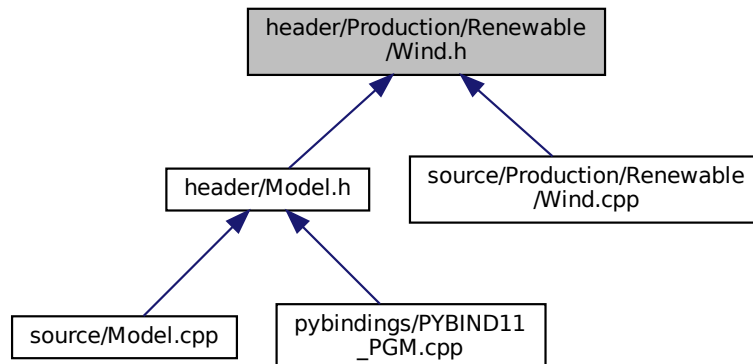 header/Production/Renewable
/Wind.h
header/Model.h
source/Production/Renewable
/Wind.cpp
source/Model.cpp
pybindings/PYBIND11
_PGM.cpp